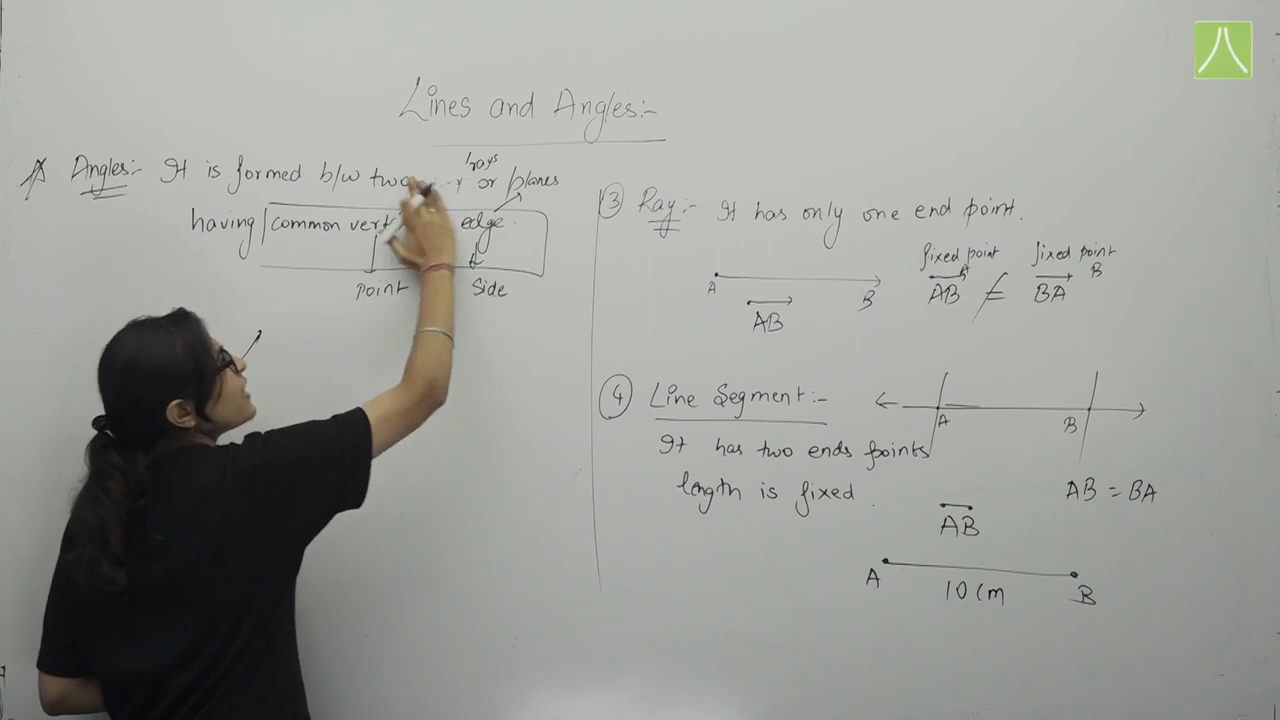 Lines and Angles:-
Angles:- It is formed b/w two
/rays
or planes
having common vert edge
point side
③ Ray:- It has only one end point.
A B
AB
fixed point fixed point
A B
AB ≠ BA
④ Line Segment:-
A B
It has two ends points
length is fixed.
AB = BA
AB
A B
10 cm